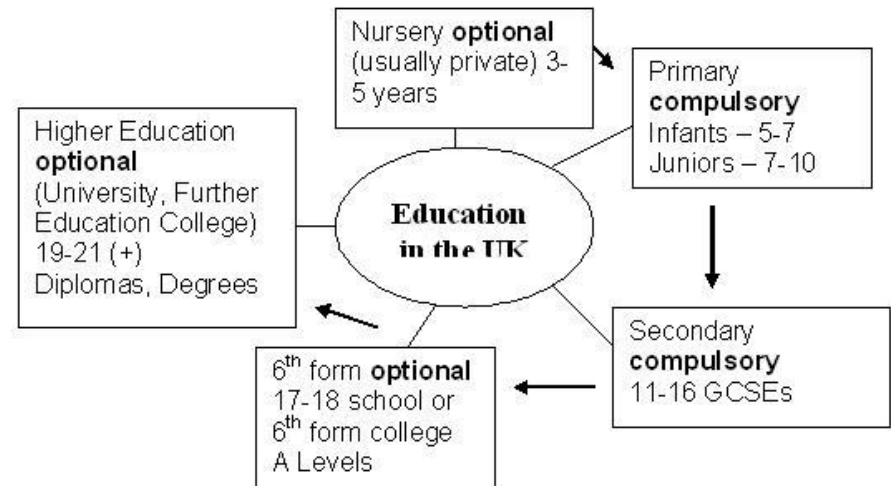 Nursery optional
(usually private) 3-
5 years
Primary
compulsory
Infants – 5-7
Juniors – 7-10
Higher Education
optional
(University, Further
Education College)
19-21 (+)
Diplomas, Degrees
Education
in the UK
Secondary
compulsory
11-16 GCSEs
6th form optional
17-18 school or
6th form college
A Levels